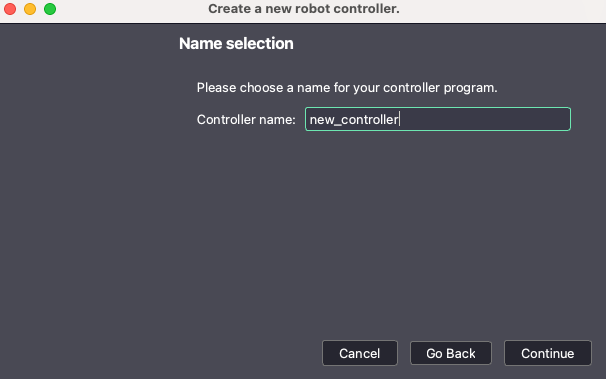 Create a new robot controller.
Name selection
Please choose a name for your controller program.
Controller name: new_controller
Cancel Go Back Continue